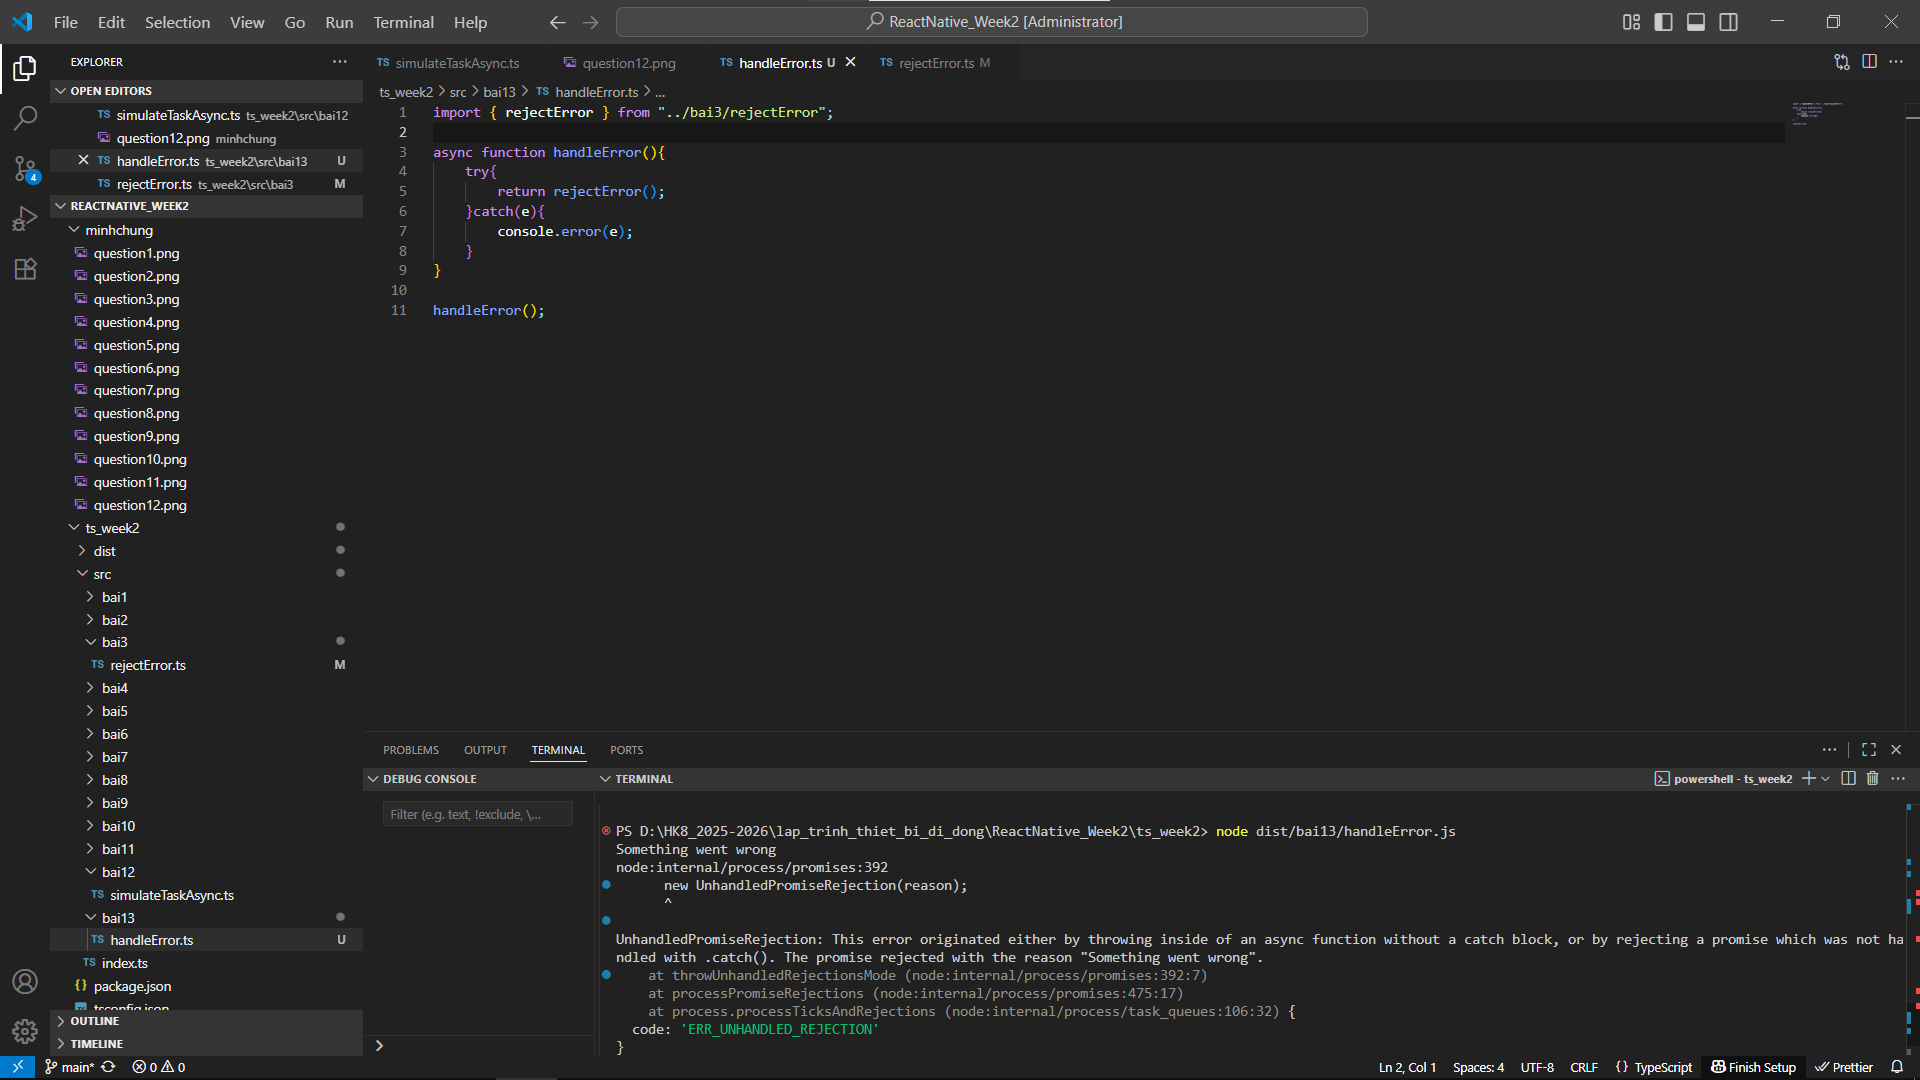 File Edit Selection View Go Run Terminal Help
ReactNative_Week2 [Administrator]
EXPLORER
OPEN EDITORS
TS simulateTaskAsync.ts ts_week2\src\bai12
question12.png minhchung
TS handleError.ts ts_week2\src\bai13 U
TS rejectError.ts ts_week2\src\bai3 M
REACTNATIVE_WEEK2
minhchung
question1.png
question2.png
question3.png
question4.png
question5.png
question6.png
question7.png
question8.png
question9.png
question10.png
question11.png
question12.png
ts_week2
dist
src
bai1
bai2
bai3
TS rejectError.ts M
bai4
bai5
bai6
bai7
bai8
bai9
bai10
bai11
bai12
TS simulateTaskAsync.ts
bai13
TS handleError.ts U
TS index.ts
{} package.json
tsconfig.json
OUTLINE
TIMELINE
4
TS simulateTaskAsync.ts question12.png TS handleError.ts U TS rejectError.ts M
ts_week2 > src > bai13 > TS handleError.ts > ...
1 import { rejectError } from "../bai3/rejectError";
2
3 async function handleError(){
4 try{
5 return rejectError();
6 }catch(e){
7 console.error(e);
8 }
9 }
10
11 handleError();
PROBLEMS OUTPUT TERMINAL PORTS
DEBUG CONSOLE
Filter (e.g. text, !exclude, \...
TERMINAL
powershell - ts_week2
PS D:\HK8_2025-2026\lap_trinh_thiet_bi_di_dong\ReactNative_Week2\ts_week2> node dist/bai13/handleError.js
Something went wrong
node:internal/process/promises:392
new UnhandledPromiseRejection(reason);
^
UnhandledPromiseRejection: This error originated either by throwing inside of an async function without a catch block, or by rejecting a promise which was not ha
ndled with .catch(). The promise rejected with the reason "Something went wrong".
at throwUnhandledRejectionsMode (node:internal/process/promises:392:7)
at processPromiseRejections (node:internal/process/promises:475:17)
at process.processTicksAndRejections (node:internal/process/task_queues:106:32) {
code: 'ERR_UNHANDLED_REJECTION'
}
main* 0 0
Ln 2, Col 1 Spaces: 4 UTF-8 CRLF {} TypeScript Finish Setup Prettier